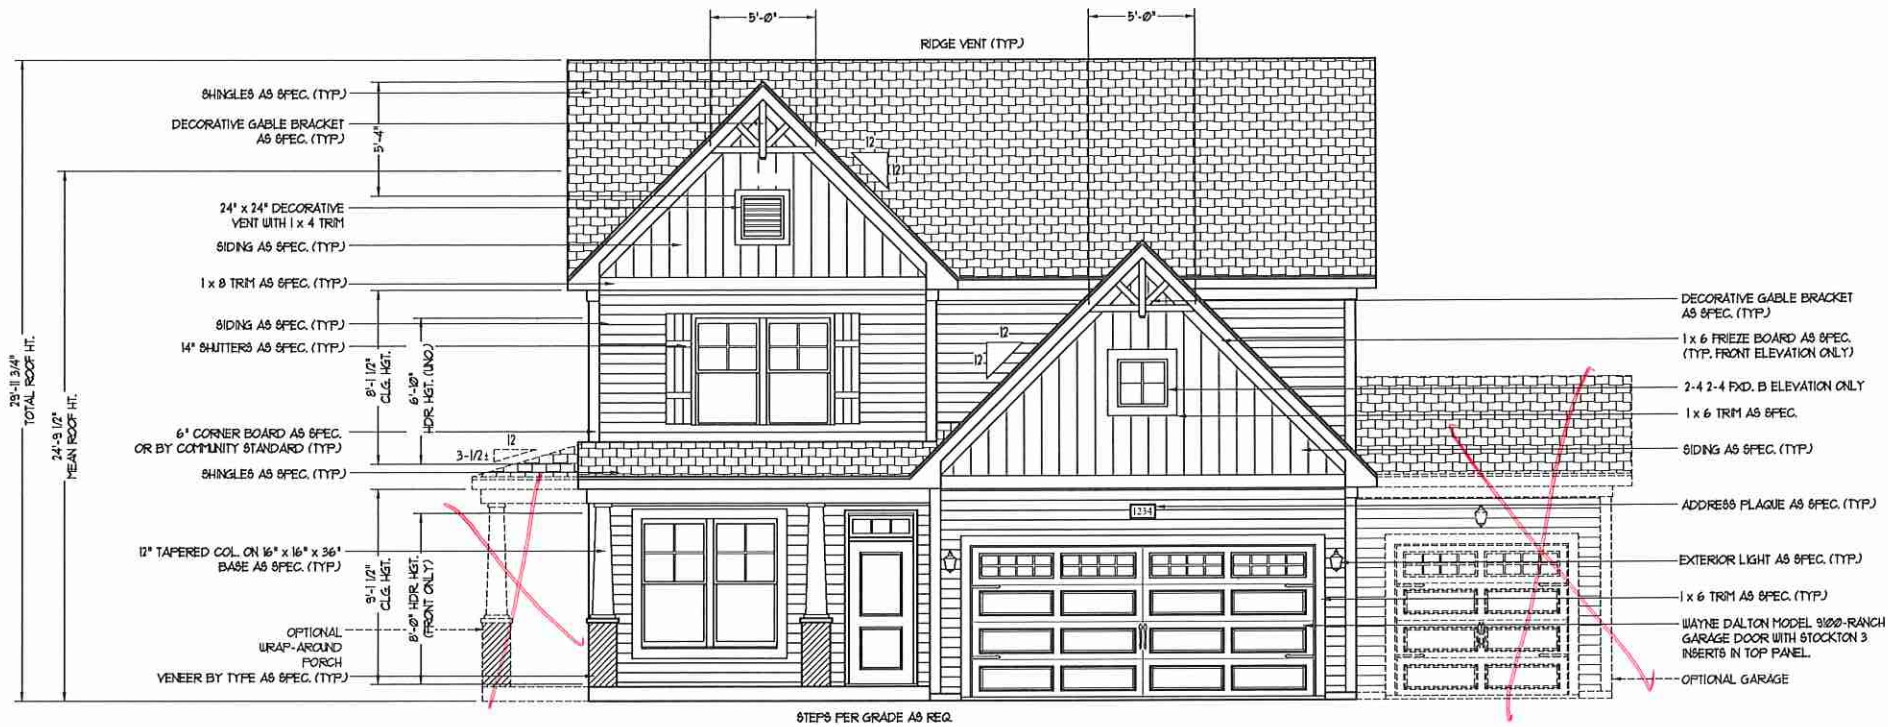 5'-0"
5'-0"
RIDGE VENT (TYP.)
SHINGLES AS SPEC. (TYP.)
DECORATIVE GABLE BRACKET
AS SPEC. (TYP.)
5'-4"
12
12
24" x 24" DECORATIVE
VENT WITH 1 x 4 TRIM
SIDING AS SPEC. (TYP.)
1 x 8 TRIM AS SPEC. (TYP.)
SIDING AS SPEC. (TYP.)
14" SHUTTERS AS SPEC. (TYP.)
29'-11 3/4"
TOTAL ROOF HT.
24'-9 1/2"
MEAN ROOF HT.
8'-1 1/2"
CLG. HGT.
6'-10"
HDR. HGT. (UNO.)
12
12
6" CORNER BOARD AS SPEC.
OR BY COMMUNITY STANDARD (TYP.)
12
3-1/2±
SHINGLES AS SPEC. (TYP.)
12" TAPERED COL. ON 16" x 16" x 36"
BASE AS SPEC. (TYP.)
9'-1 1/2"
CLG. HGT.
8'-0" HDR. HGT.
(FRONT ONLY)
OPTIONAL
WRAP-AROUND
PORCH
VENEER BY TYPE AS SPEC. (TYP.)
1234
DECORATIVE GABLE BRACKET
AS SPEC. (TYP.)
1 x 6 FRIEZE BOARD AS SPEC.
(TYP. FRONT ELEVATION ONLY)
2-4 2-4 FXD. B ELEVATION ONLY
1 x 6 TRIM AS SPEC.
SIDING AS SPEC. (TYP.)
ADDRESS PLAQUE AS SPEC. (TYP.)
EXTERIOR LIGHT AS SPEC. (TYP.)
1 x 6 TRIM AS SPEC. (TYP.)
WAYNE DALTON MODEL 9100-RANCH
GARAGE DOOR WITH STOCKTON 3
INSERTS IN TOP PANEL.
OPTIONAL GARAGE
STEPS PER GRADE AS REQ.